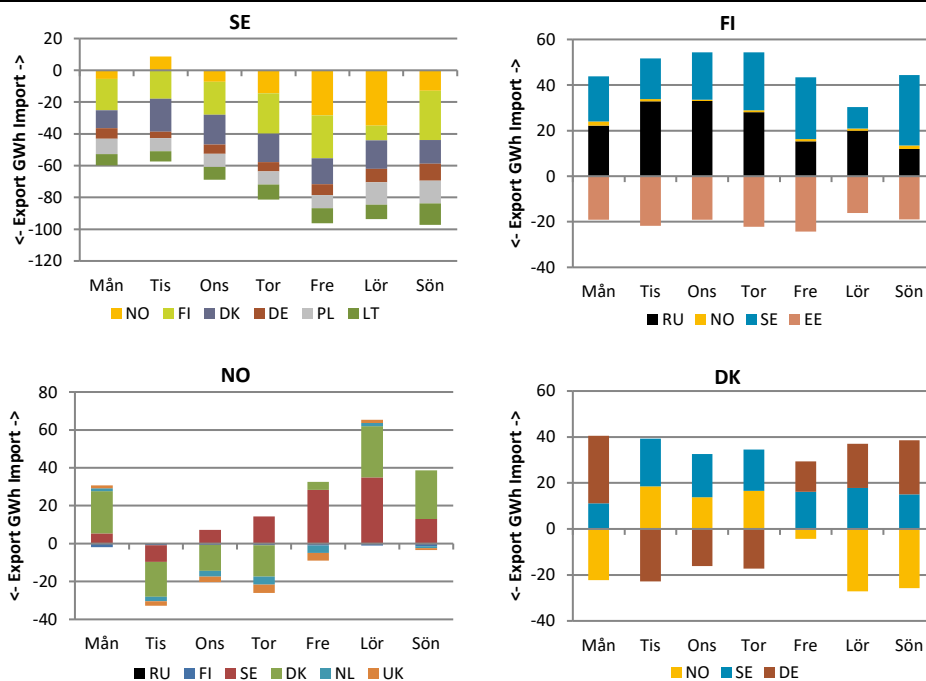 SE
<- Export GWh Import ->
20
0
-20
-40
-60
-80
-100
-120
Mån Tis Ons Tor Fre Lör Sön
NO FI DK DE PL LT
FI
<- Export GWh Import ->
60
40
20
0
-20
-40
Mån Tis Ons Tor Fre Lör Sön
RU NO SE EE
NO
<- Export GWh Import ->
80
60
40
20
0
-20
-40
Mån Tis Ons Tor Fre Lör Sön
RU FI SE DK NL UK
DK
<- Export GWh Import ->
60
40
20
0
-20
-40
Mån Tis Ons Tor Fre Lör Sön
NO SE DE